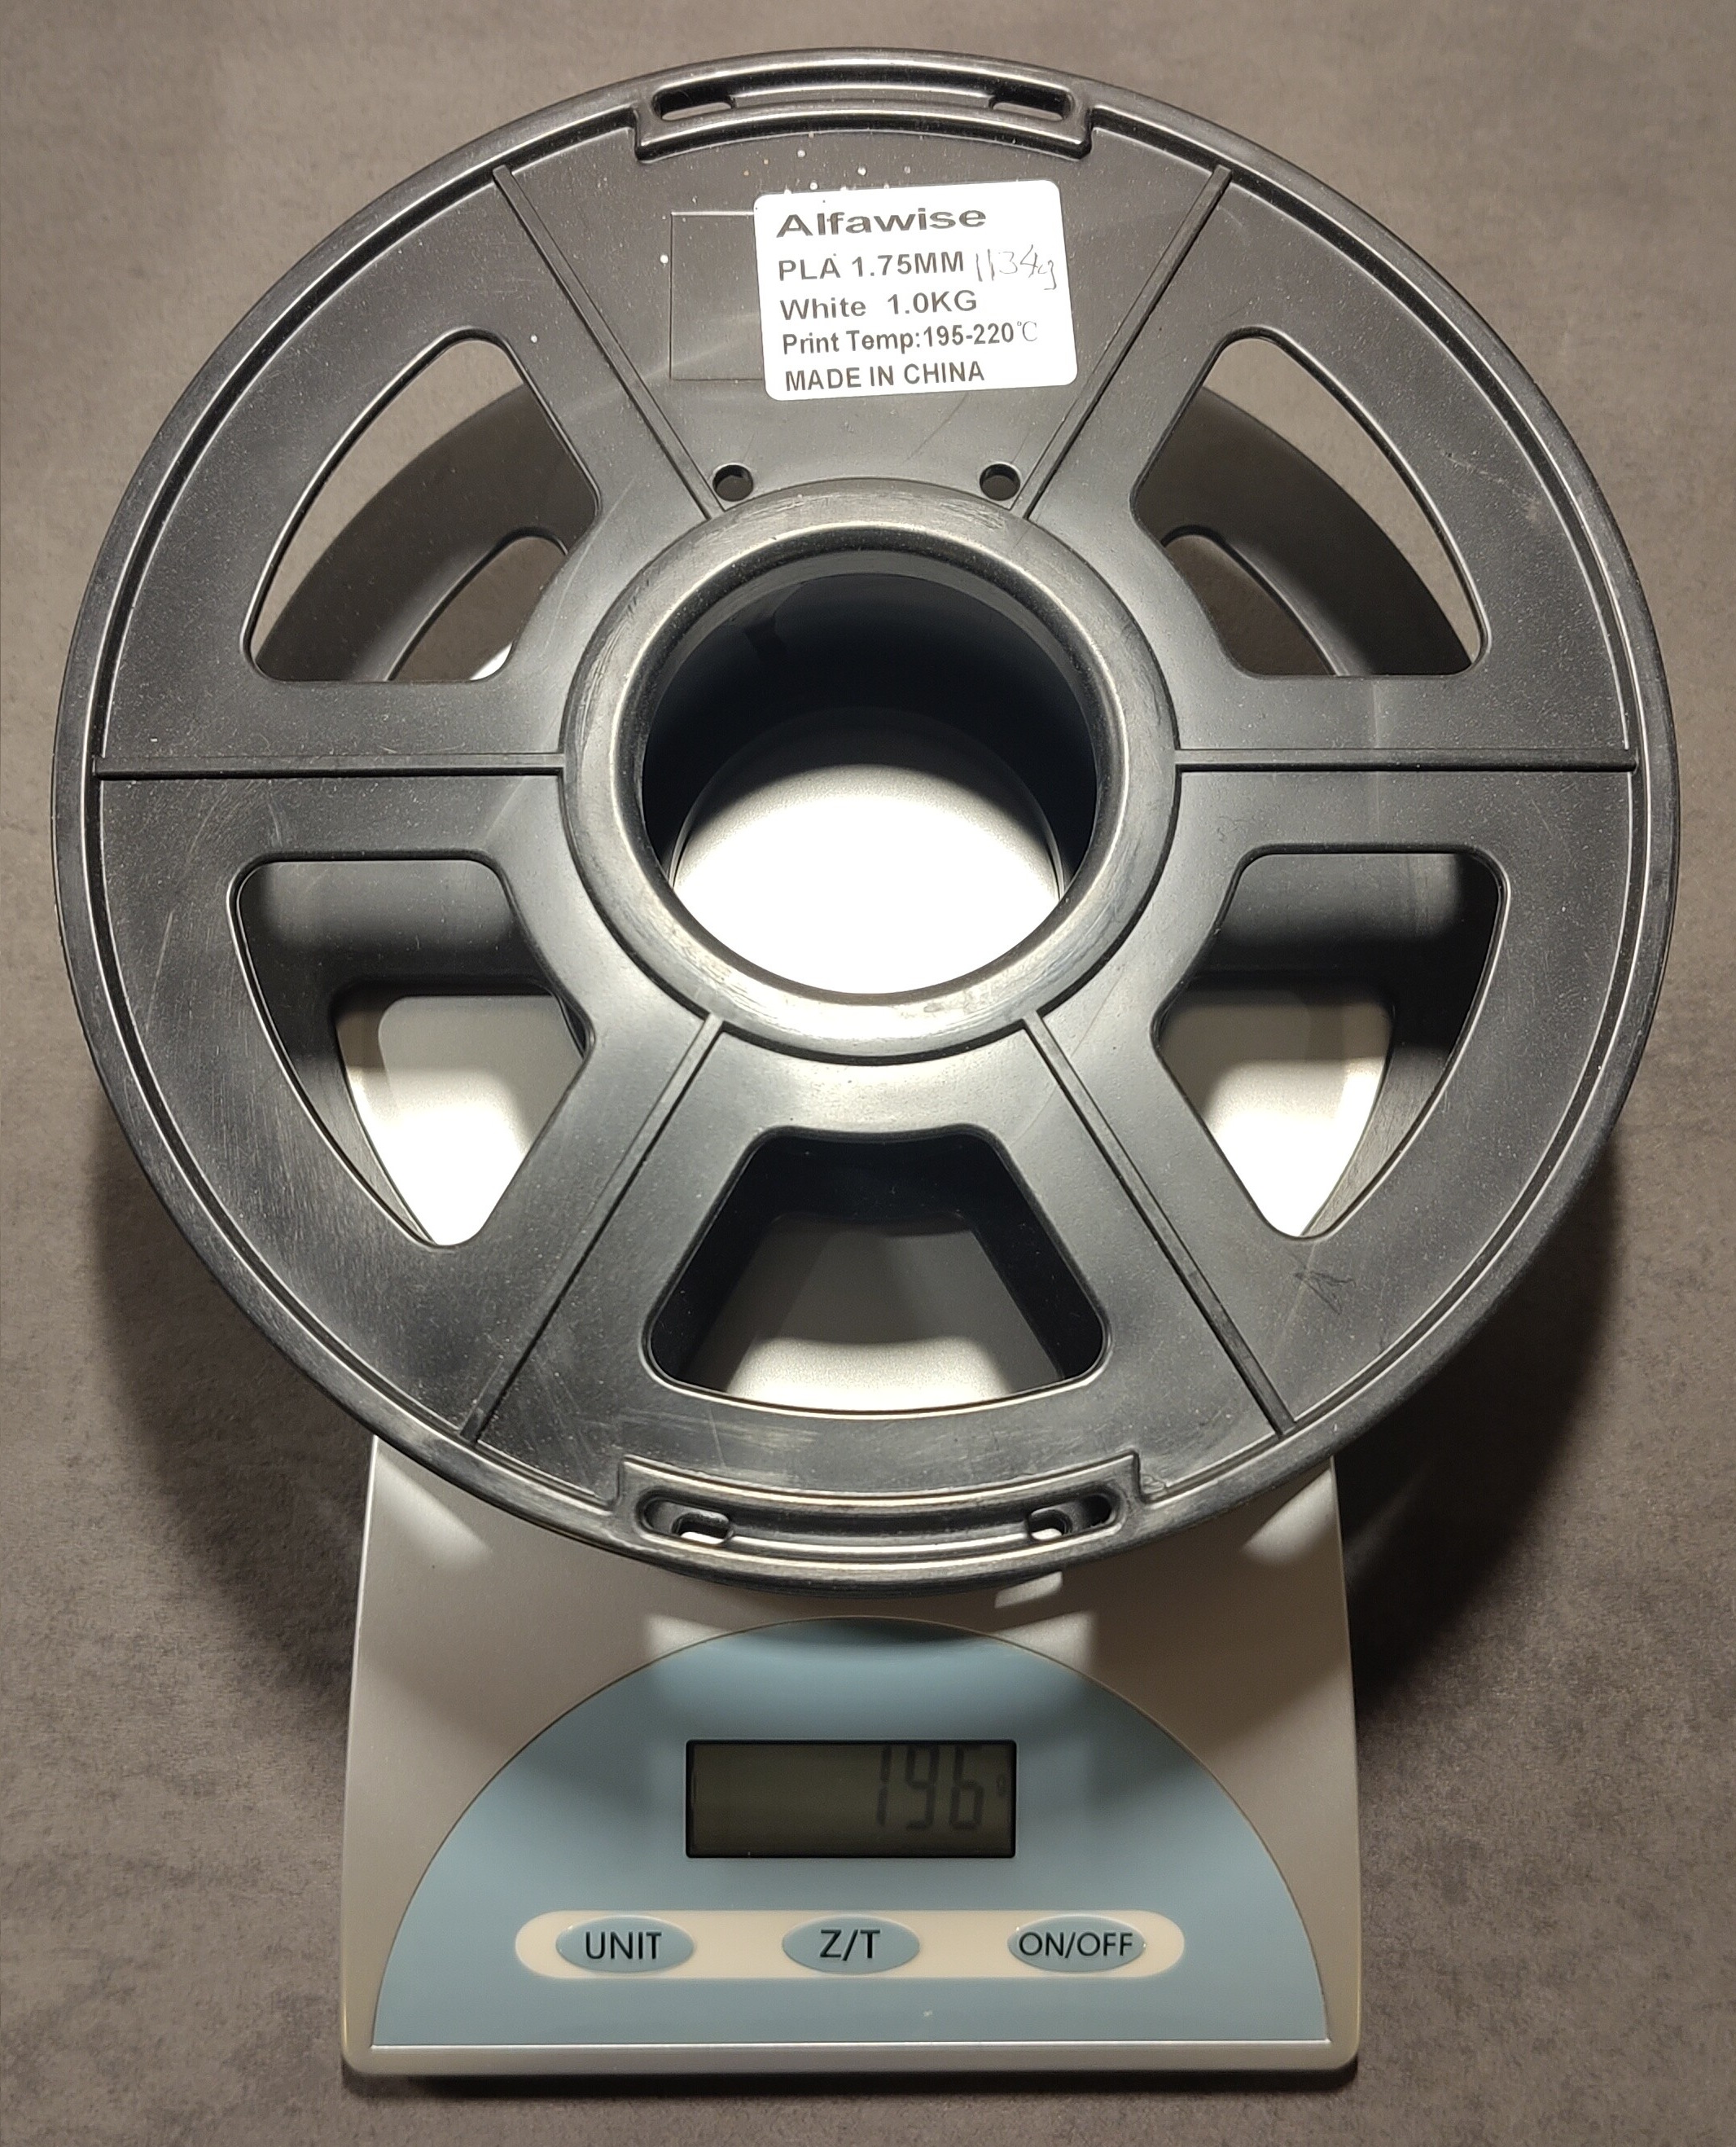 Alfawise
PLA 1.75MM 1134g
White 1.0KG
Print Temp:195-220℃
MADE IN CHINA
196g
UNIT Z/T ON/OFF